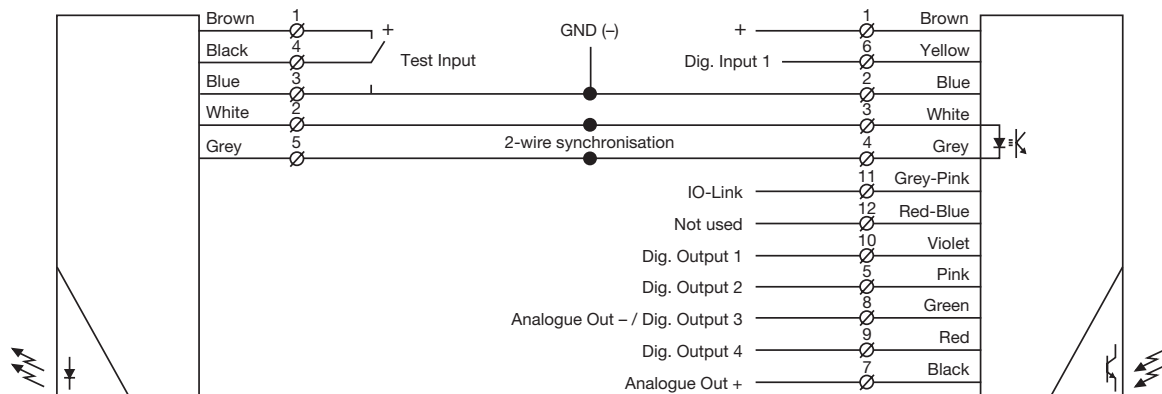 Brown 1 + GND (–) + 1 Brown
Black 4 Test Input Dig. Input 1 6 Yellow
Blue 3 2 Blue
White 2 3 White
Grey 5 2-wire synchronisation 4 Grey
IO-Link 11 Grey-Pink
Not used 12 Red-Blue
Dig. Output 1 10 Violet
Dig. Output 2 5 Pink
Analogue Out – / Dig. Output 3 8 Green
Dig. Output 4 9 Red
Analogue Out + 7 Black